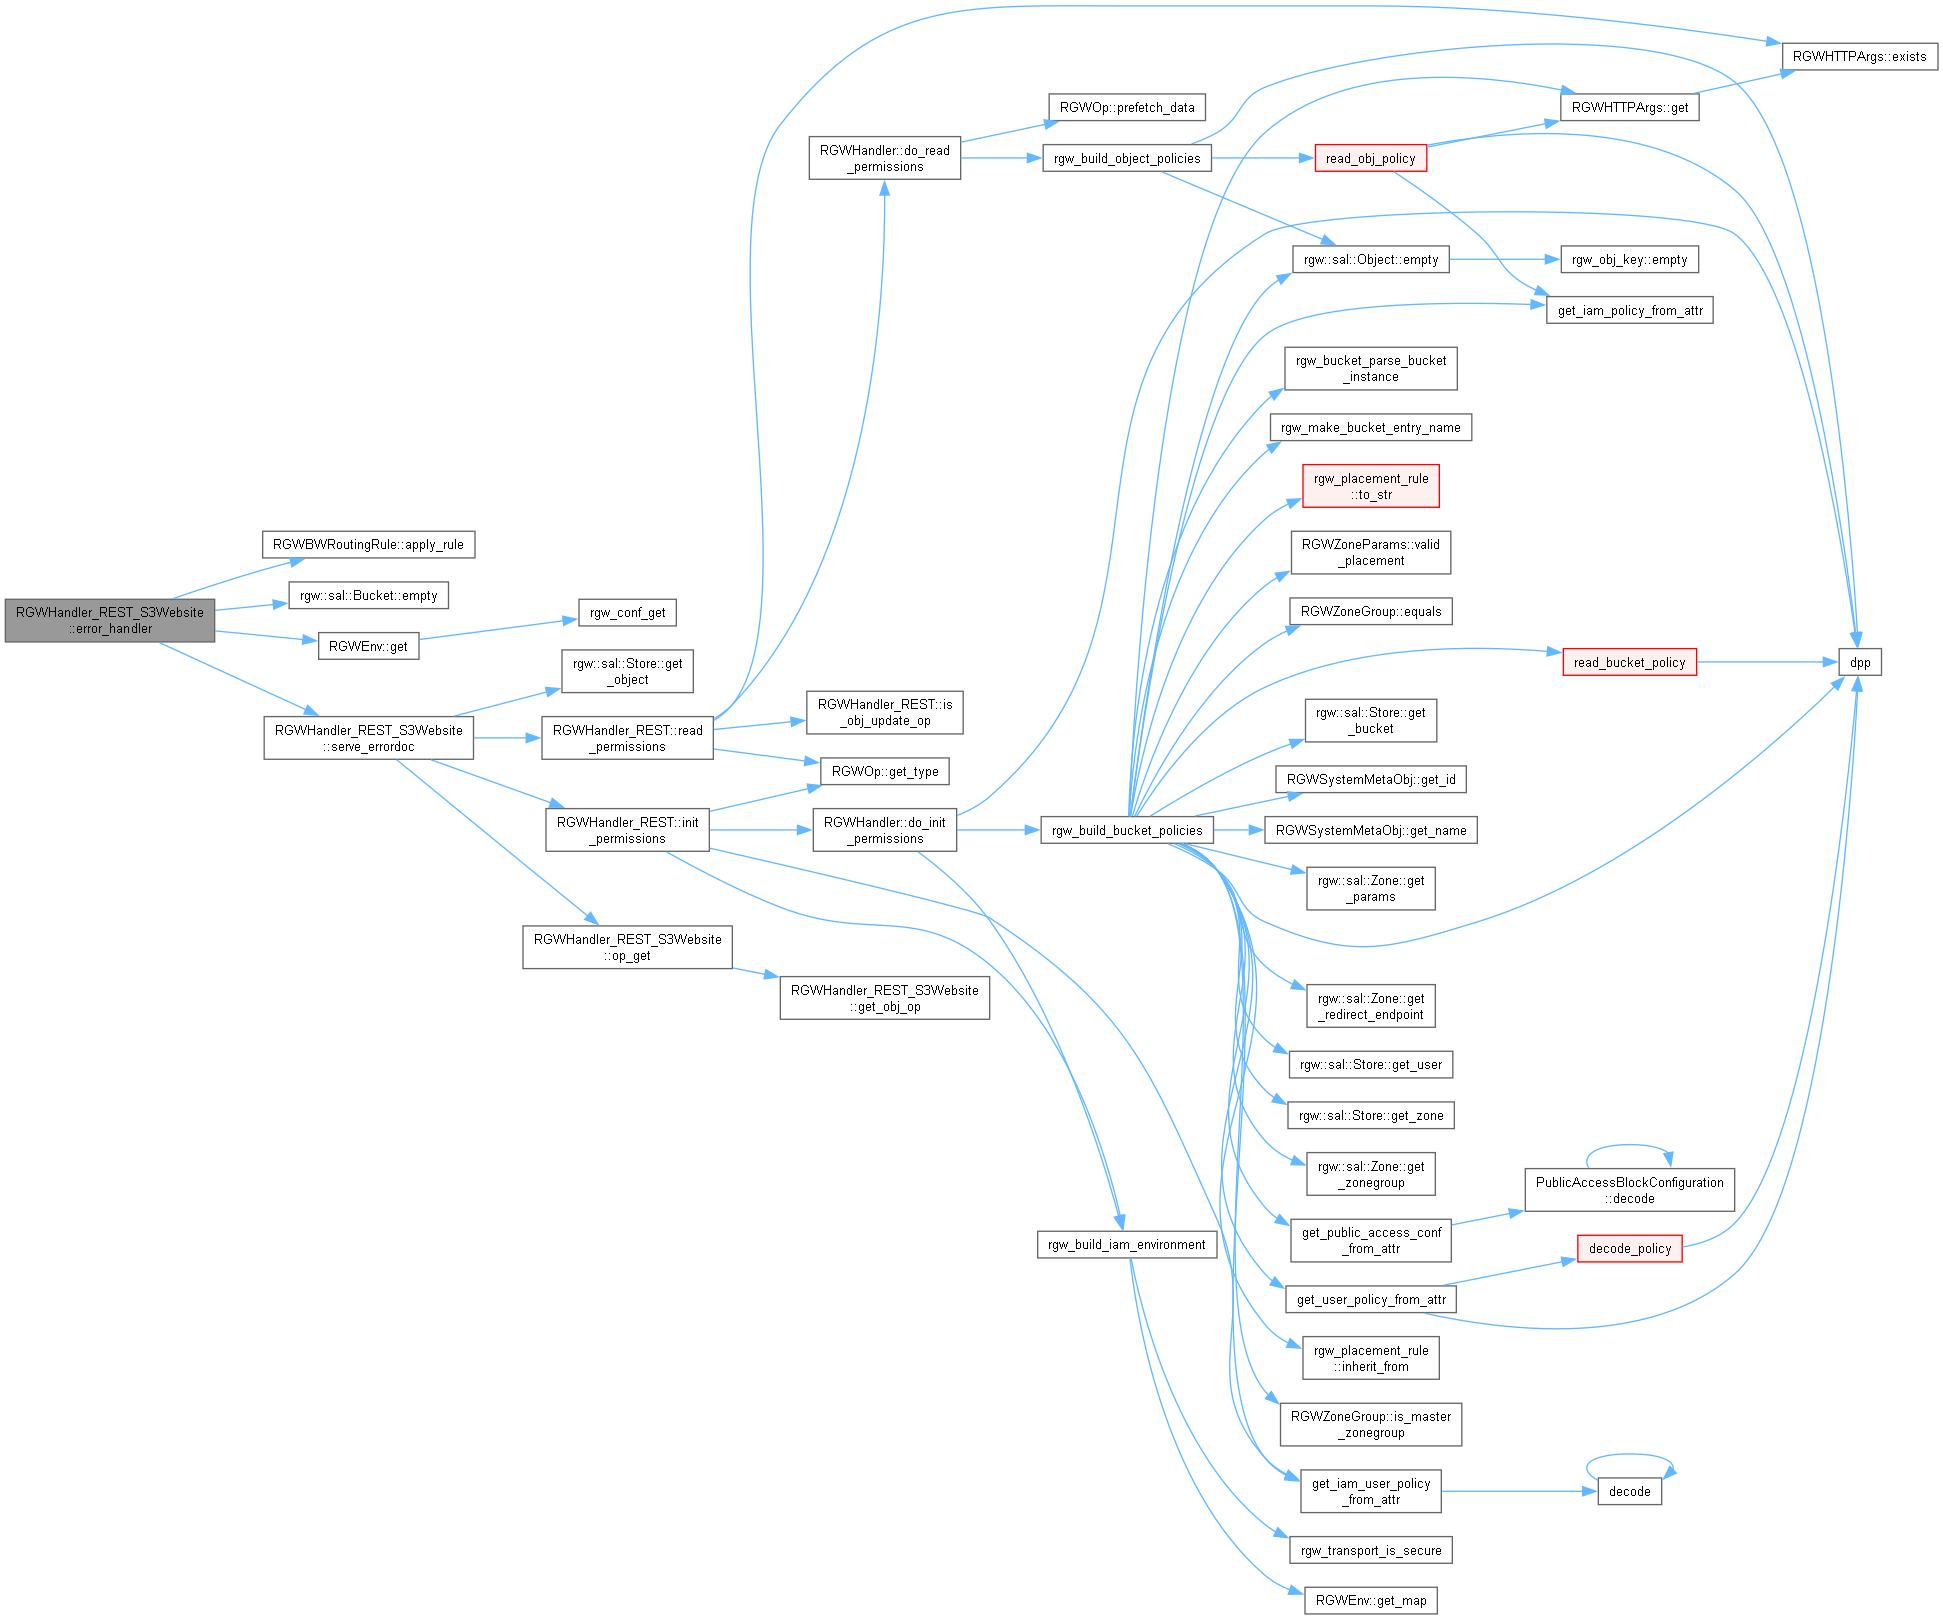 RGWHandler_REST_S3Website
::error_handler
RGWBWRoutingRule::apply_rule
rgw::sal::Bucket::empty
RGWEnv::get
rgw_conf_get
RGWHandler_REST_S3Website
::serve_errordoc
rgw::sal::Store::get
_object
RGWHandler_REST::read
_permissions
RGWHandler_REST::init
_permissions
RGWHandler_REST_S3Website
::op_get
RGWHandler_REST_S3Website
::get_obj_op
RGWHandler::do_read
_permissions
RGWHandler_REST::is
_obj_update_op
RGWOp::get_type
RGWHandler::do_init
_permissions
RGWOp::prefetch_data
rgw_build_object_policies
rgw_build_bucket_policies
rgw_build_iam_environment
read_obj_policy
rgw::sal::Object::empty
rgw_bucket_parse_bucket
_instance
rgw_make_bucket_entry_name
rgw_placement_rule
::to_str
RGWZoneParams::valid
_placement
RGWZoneGroup::equals
rgw::sal::Store::get
_bucket
RGWSystemMetaObj::get_id
RGWSystemMetaObj::get_name
rgw::sal::Zone::get
_params
rgw::sal::Zone::get
_redirect_endpoint
rgw::sal::Store::get_user
rgw::sal::Store::get_zone
rgw::sal::Zone::get
_zonegroup
get_public_access_conf
_from_attr
get_user_policy_from_attr
rgw_placement_rule
::inherit_from
RGWZoneGroup::is_master
_zonegroup
get_iam_user_policy
_from_attr
rgw_transport_is_secure
RGWEnv::get_map
RGWHTTPArgs::get
rgw_obj_key::empty
get_iam_policy_from_attr
read_bucket_policy
PublicAccessBlockConfiguration
::decode
decode_policy
decode
RGWHTTPArgs::exists
dpp